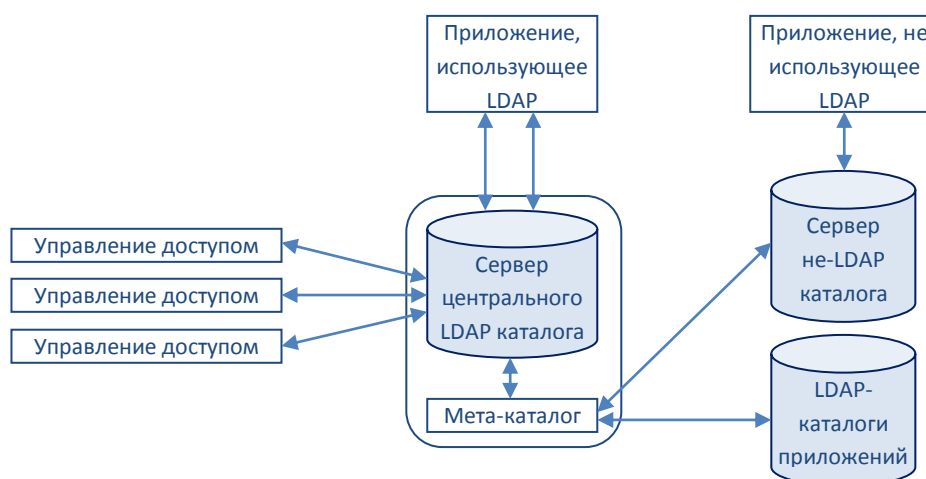 Приложение,
использующее
LDAP
Приложение, не
использующее
LDAP
Управление доступом
Управление доступом
Управление доступом
Сервер
центрального
LDAP каталога
Мета-каталог
Сервер
не-LDAP
каталога
LDAP-
каталоги
приложений